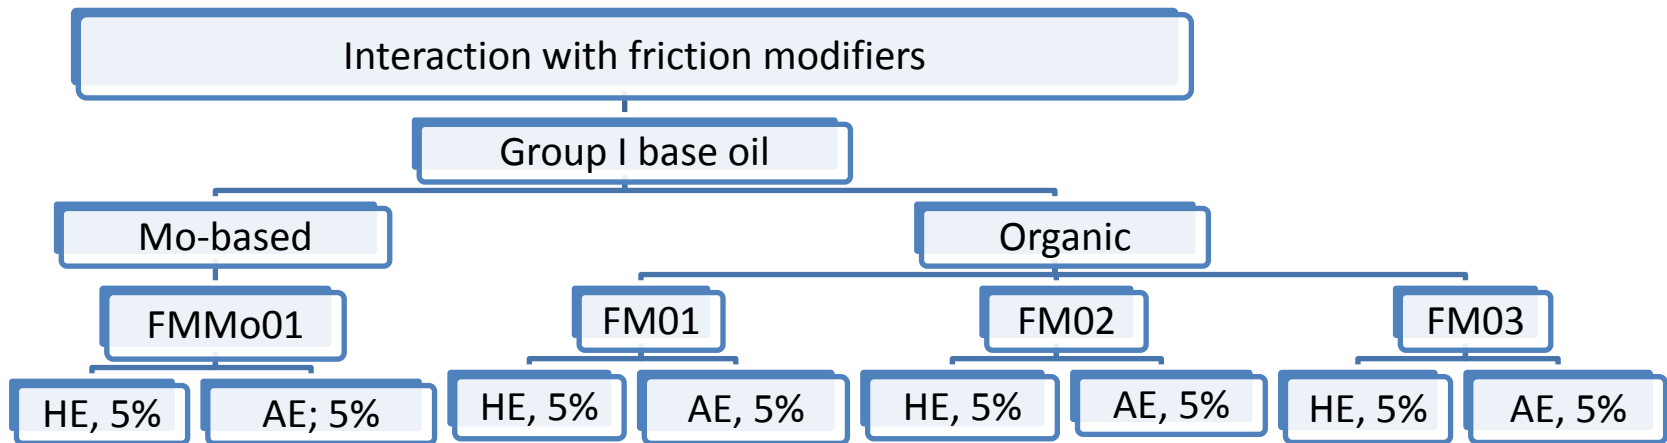 Interaction with friction modifiers
Group I base oil
Mo-based
Organic
FMMo01
FM01
FM02
FM03
HE, 5%
AE; 5%
HE, 5%
AE, 5%
HE, 5%
AE, 5%
HE, 5%
AE, 5%